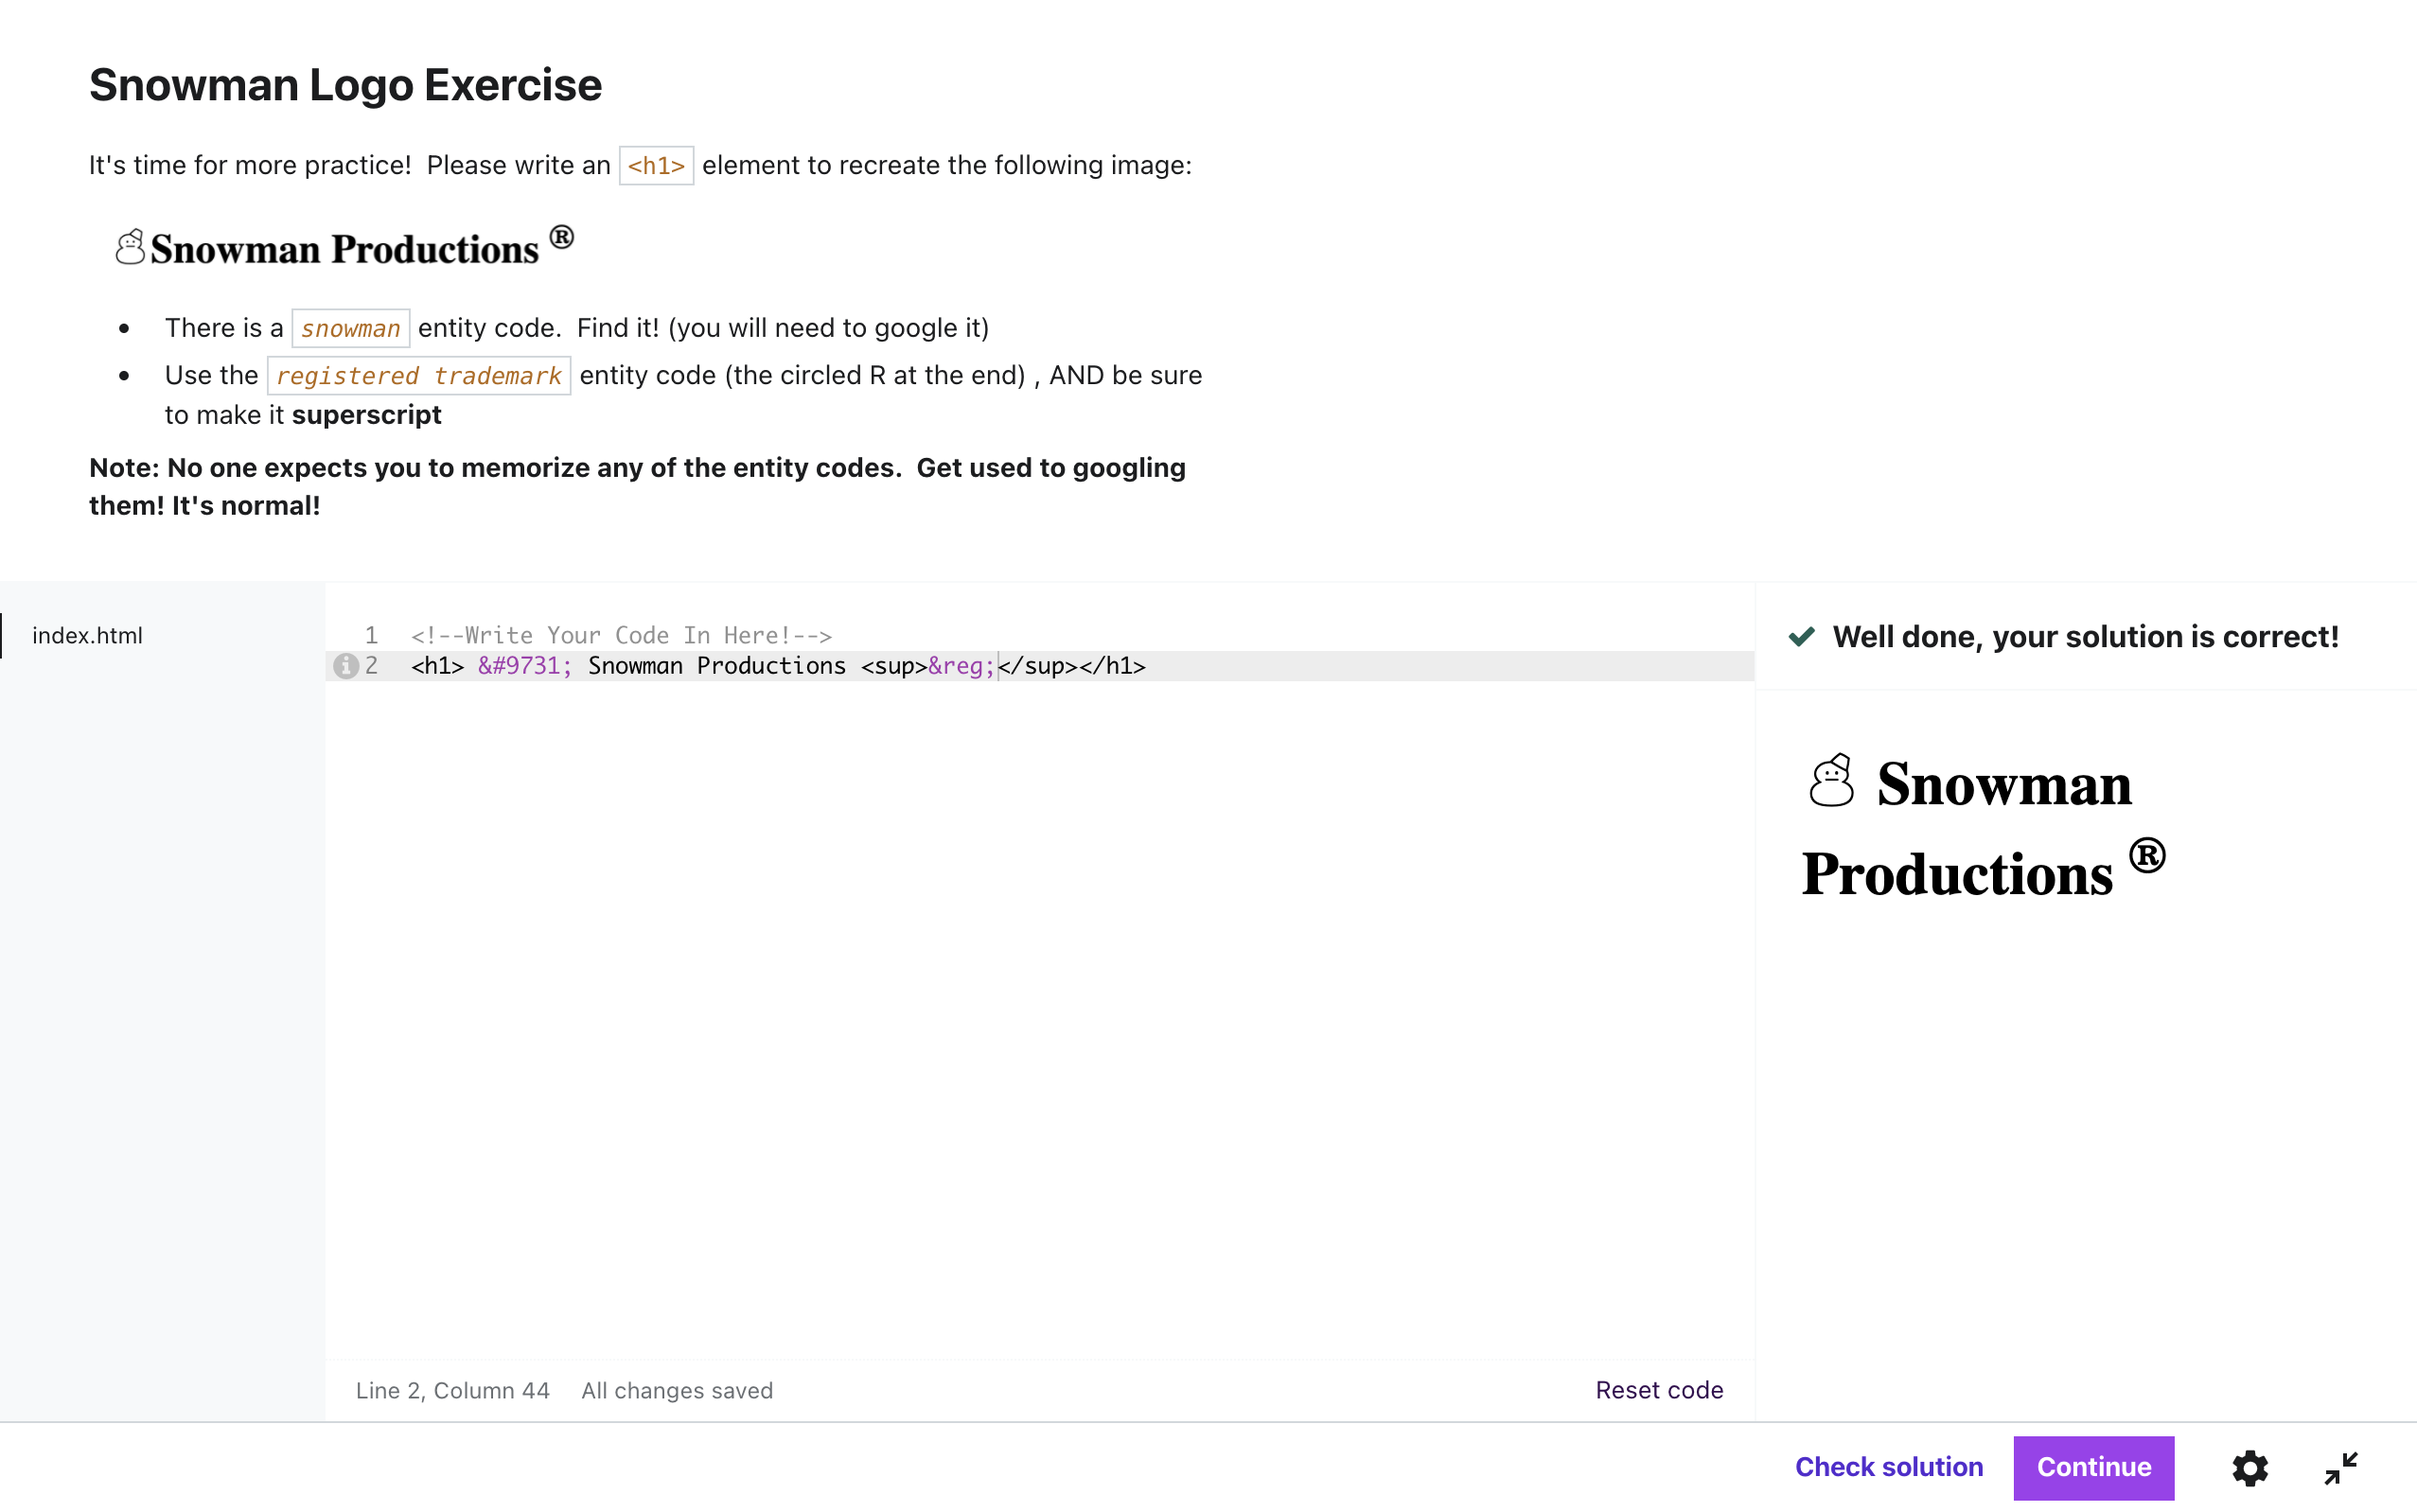 Snowman Logo Exercise
It's time for more practice!  Please write an <h1> element to recreate the following image:
☃Snowman Productions ®
• There is a snowman entity code.  Find it! (you will need to google it)
• Use the registered trademark entity code (the circled R at the end) , AND be sure
to make it superscript
Note: No one expects you to memorize any of the entity codes.  Get used to googling
them! It's normal!
index.html
1 <!--Write Your Code In Here!-->
2 <h1> &#9731; Snowman Productions <sup>&reg;</sup></h1>
Well done, your solution is correct!
☃ Snowman
Productions ®
Line 2, Column 44 All changes saved
Reset code
Check solution
Continue